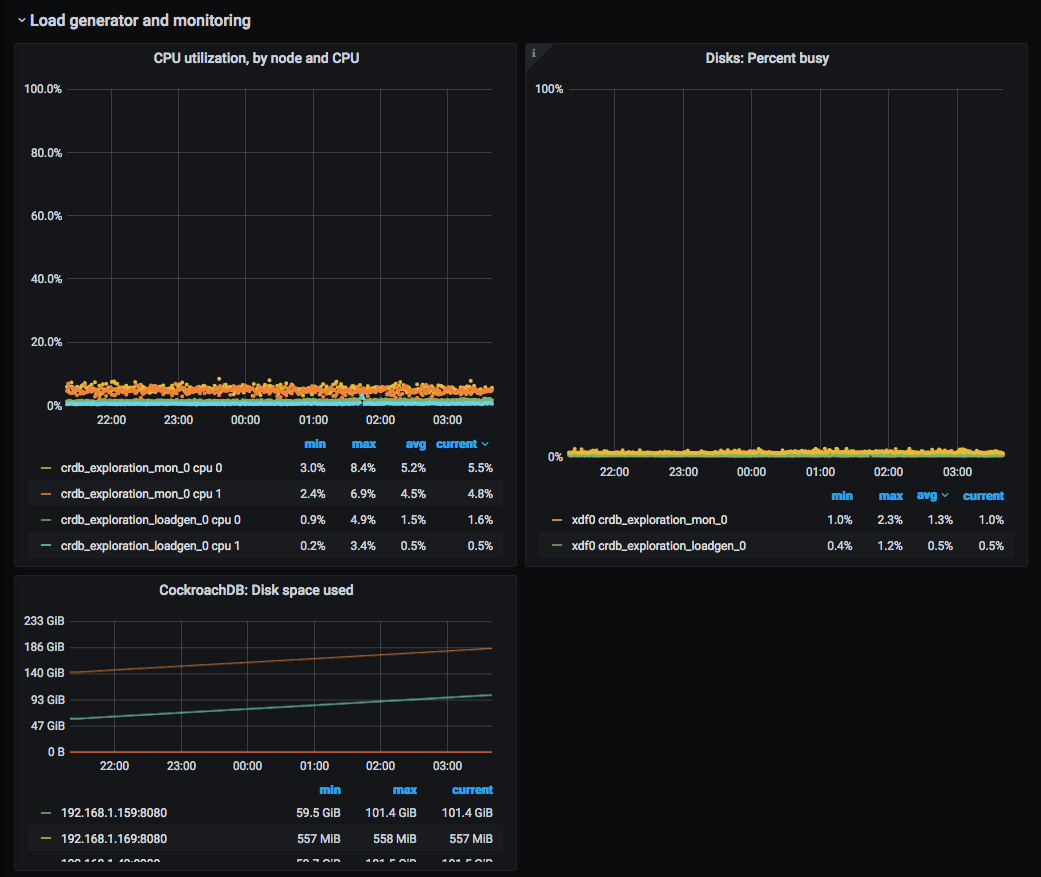 Load generator and monitoring
CPU utilization, by node and CPU
100.0%
80.0%
60.0%
40.0%
20.0%
0%
22:00 23:00 00:00 01:00 02:00 03:00
min max avg current
crdb_exploration_mon_0 cpu 0 3.0% 8.4% 5.2% 5.5%
crdb_exploration_mon_0 cpu 1 2.4% 6.9% 4.5% 4.8%
crdb_exploration_loadgen_0 cpu 0 0.9% 4.9% 1.5% 1.6%
crdb_exploration_loadgen_0 cpu 1 0.2% 3.4% 0.5% 0.5%
i
Disks: Percent busy
100%
0%
22:00 23:00 00:00 01:00 02:00 03:00
min max avg current
xdf0 crdb_exploration_mon_0 1.0% 2.3% 1.3% 1.0%
xdf0 crdb_exploration_loadgen_0 0.4% 1.2% 0.5% 0.5%
CockroachDB: Disk space used
233 GiB
186 GiB
140 GiB
93 GiB
47 GiB
0 B
22:00 23:00 00:00 01:00 02:00 03:00
min max current
192.168.1.159:8080 59.5 GiB 101.4 GiB 101.4 GiB
192.168.1.169:8080 557 MiB 558 MiB 557 MiB